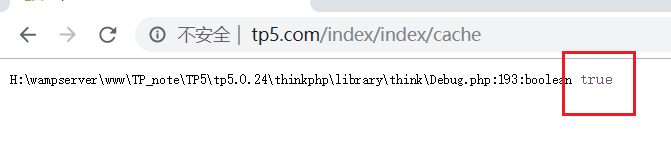 不安全 | tp5.com/index/index/cache
H:\wampserver\www\TP_note\TP5\tp5.0.24\thinkphp\library\think\Debug.php:193:boolean true